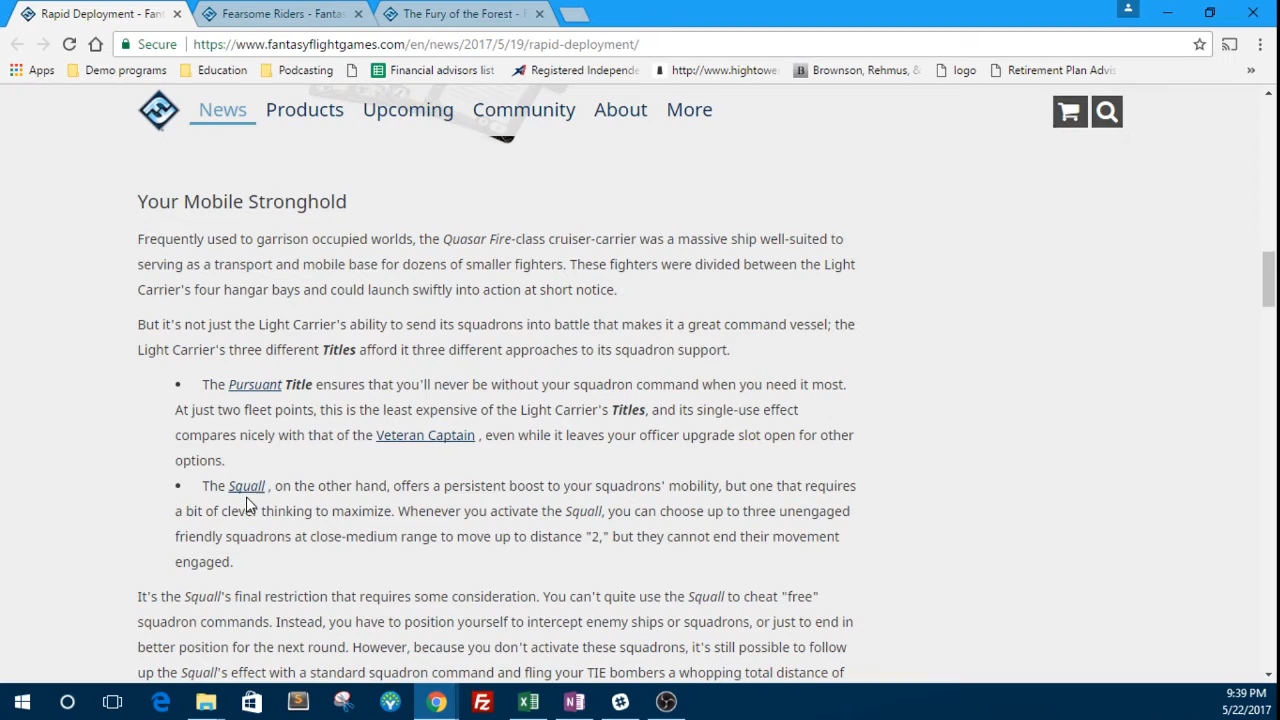 Rapid Deployment - Fan
Fearsome Riders - Fantas
The Fury of the Forest - F
Secure
https://www.fantasyflightgames.com/en/news/2017/5/19/rapid-deployment/
Apps
Demo programs
Education
Podcasting
Financial advisors list
Registered Independe
http://www.hightowe
Brownson, Rehmus, &
logo
Retirement Plan Advis
»
News
Products
Upcoming
Community
About
More
Your Mobile Stronghold
Frequently used to garrison occupied worlds, the Quasar Fire-class cruiser-carrier was a massive ship well-suited to
serving as a transport and mobile base for dozens of smaller fighters. These fighters were divided between the Light
Carrier's four hangar bays and could launch swiftly into action at short notice.
But it's not just the Light Carrier's ability to send its squadrons into battle that makes it a great command vessel; the
Light Carrier's three different Titles afford it three different approaches to its squadron support.
• The Pursuant Title ensures that you'll never be without your squadron command when you need it most.
At just two fleet points, this is the least expensive of the Light Carrier's Titles, and its single-use effect
compares nicely with that of the Veteran Captain , even while it leaves your officer upgrade slot open for other
options.
• The Squall , on the other hand, offers a persistent boost to your squadrons' mobility, but one that requires
a bit of clever thinking to maximize. Whenever you activate the Squall, you can choose up to three unengaged
friendly squadrons at close-medium range to move up to distance "2," but they cannot end their movement
engaged.
It's the Squall's final restriction that requires some consideration. You can't quite use the Squall to cheat "free"
squadron commands. Instead, you have to position yourself to intercept enemy ships or squadrons, or just to end in
better position for the next round. However, because you don't activate these squadrons, it's still possible to follow
up the Squall's effect with a standard squadron command and fling your TIE bombers a whopping total distance of
9:39 PM
5/22/2017